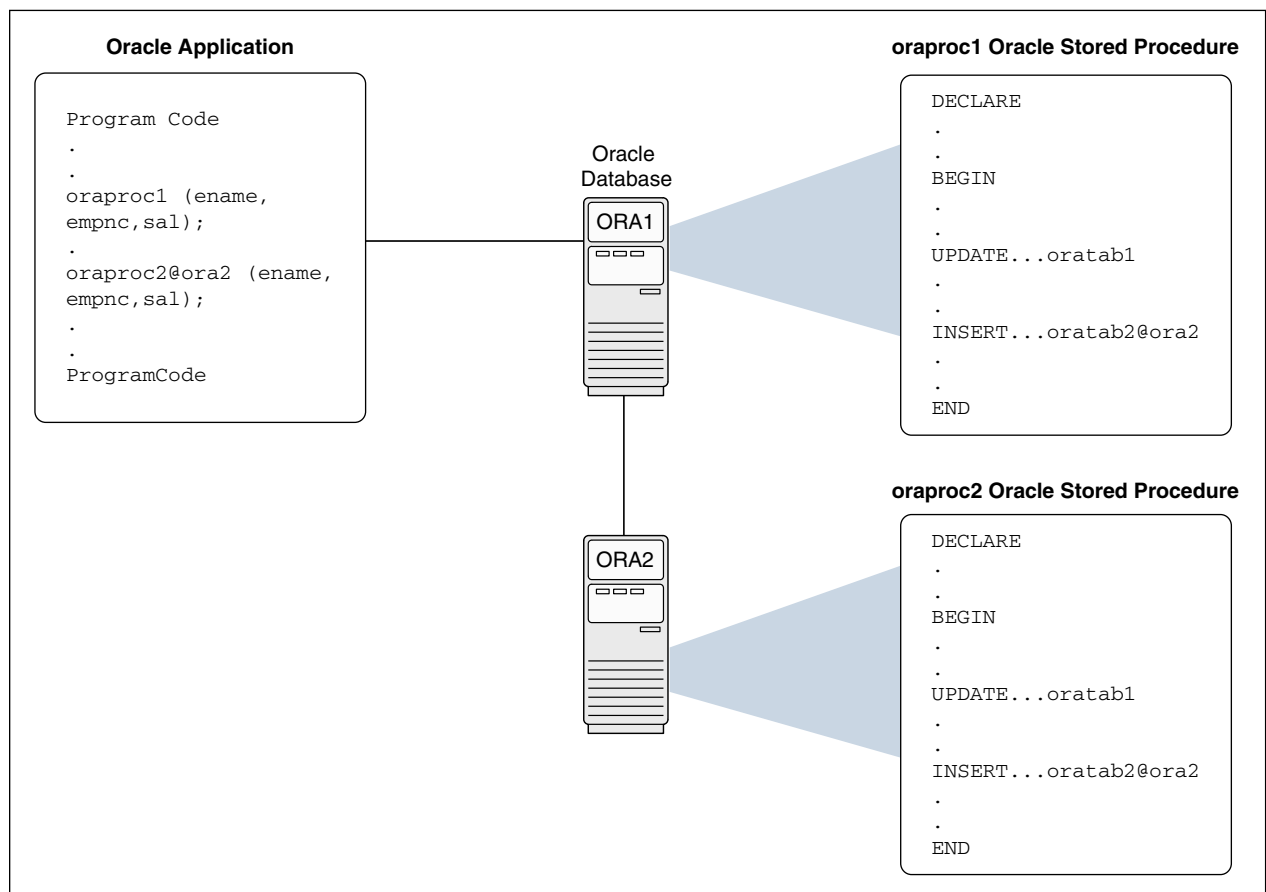 Oracle Application
Program Code
.
.
oraproc1 (ename,
empnc,sal);
.
oraproc2@ora2 (ename,
empnc,sal);
.
.
ProgramCode
Oracle
Database
ORA1
ORA2
oraproc1 Oracle Stored Procedure
DECLARE
.
.
BEGIN
.
.
UPDATE...oratab1
.
.
INSERT...oratab2@ora2
.
.
END
oraproc2 Oracle Stored Procedure
DECLARE
.
.
BEGIN
.
.
UPDATE...oratab1
.
.
INSERT...oratab2@ora2
.
.
END